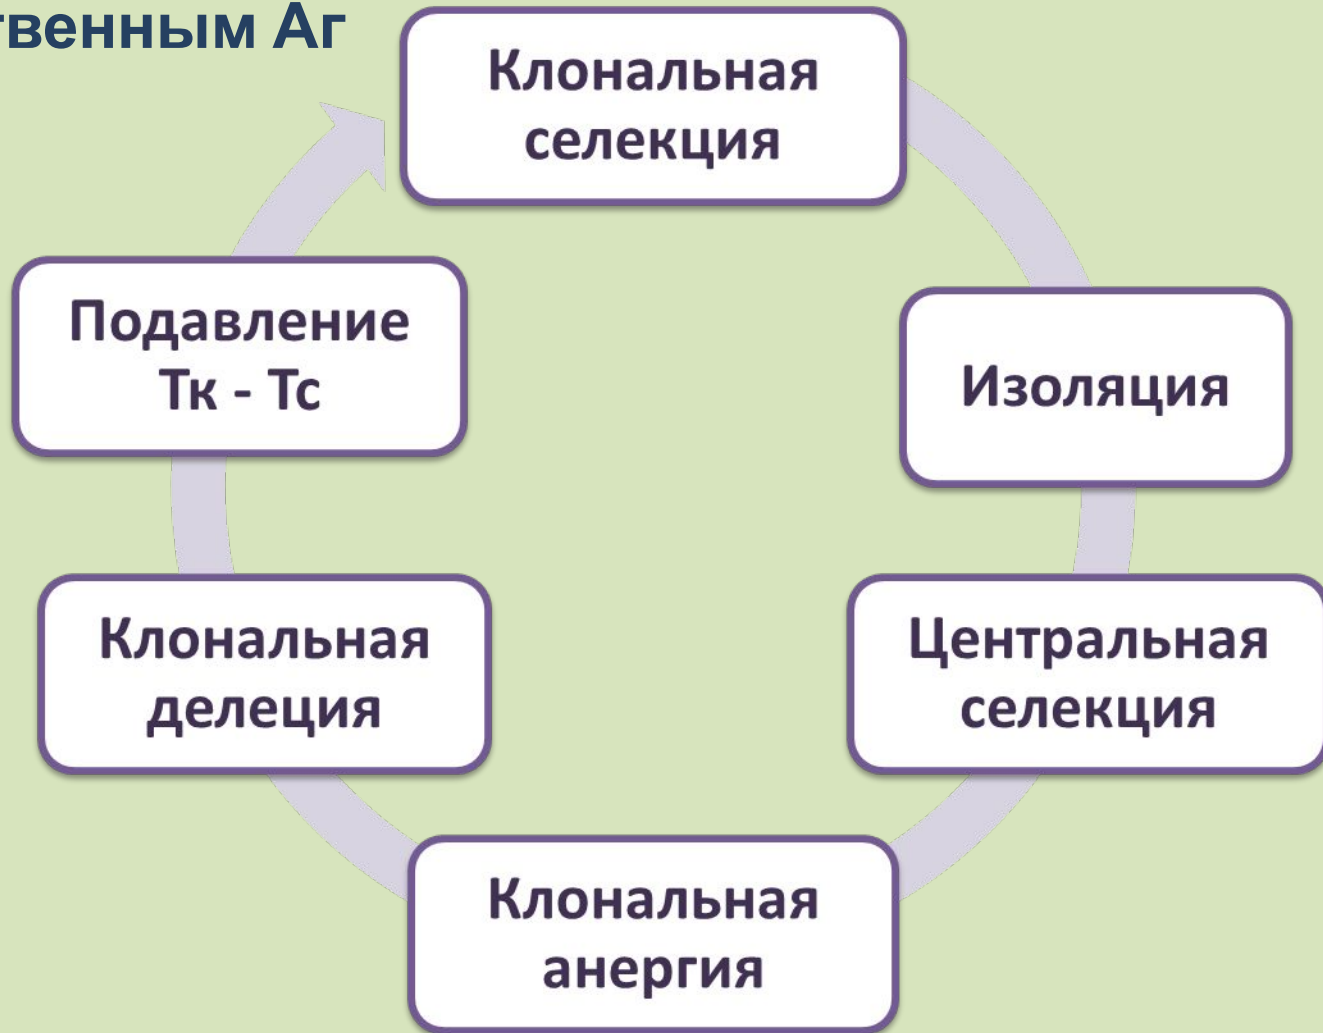 твенным Аг
Клональная
селекция
Изоляция
Центральная
селекция
Клональная
анергия
Клональная
делеция
Подавление
Тк - Тс